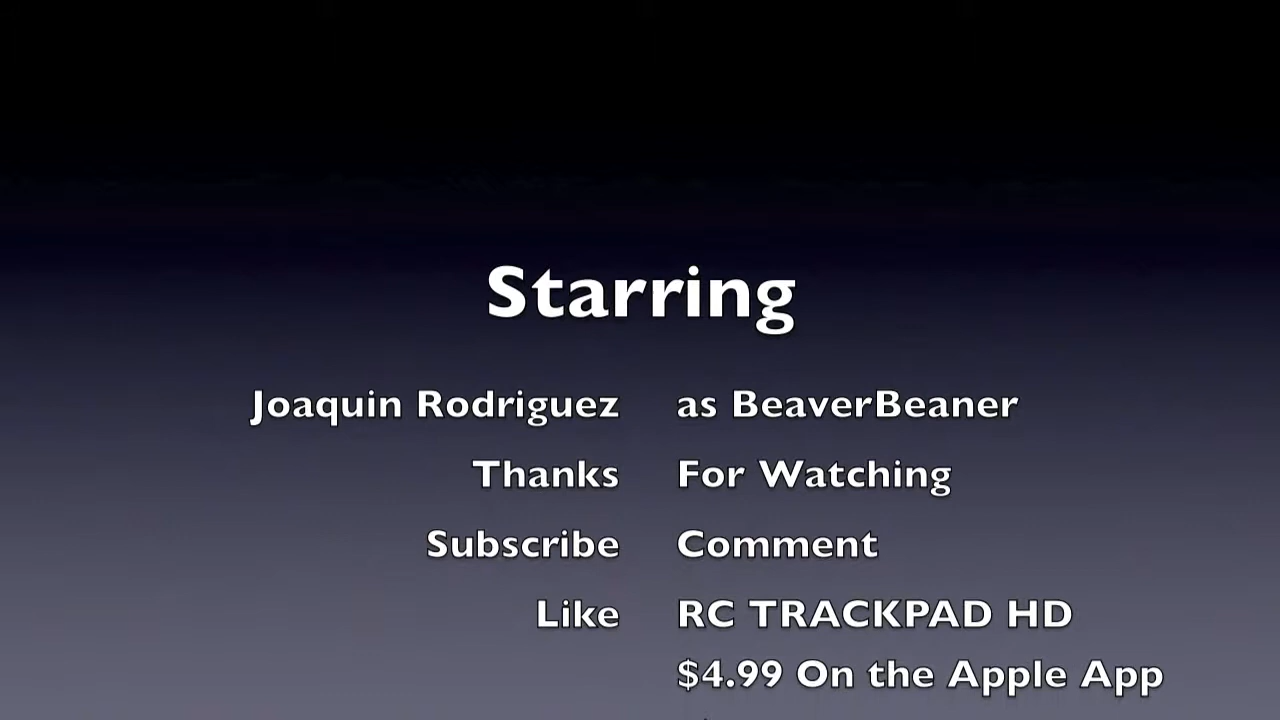 Starring
Joaquin Rodriguez as BeaverBeaner
Thanks For Watching
Subscribe Comment
Like RC TRACKPAD HD
$4.99 On the Apple App